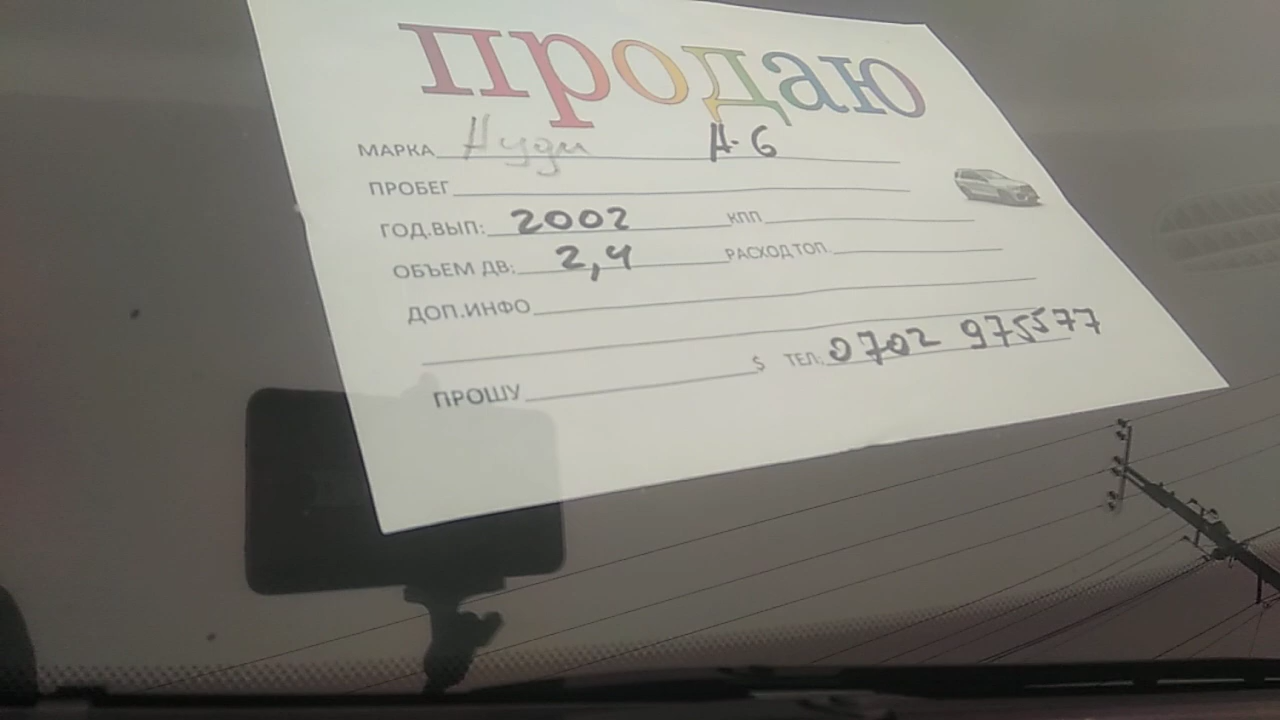 продаю
МАРКА Ауди А-6
ПРОБЕГ
ГОД.ВЫП: 2002 КПП
ОБЪЕМ ДВ: 2,4 РАСХОД ТОП.
ДОП.ИНФО
ПРОШУ $ ТЕЛ: 0702 975577